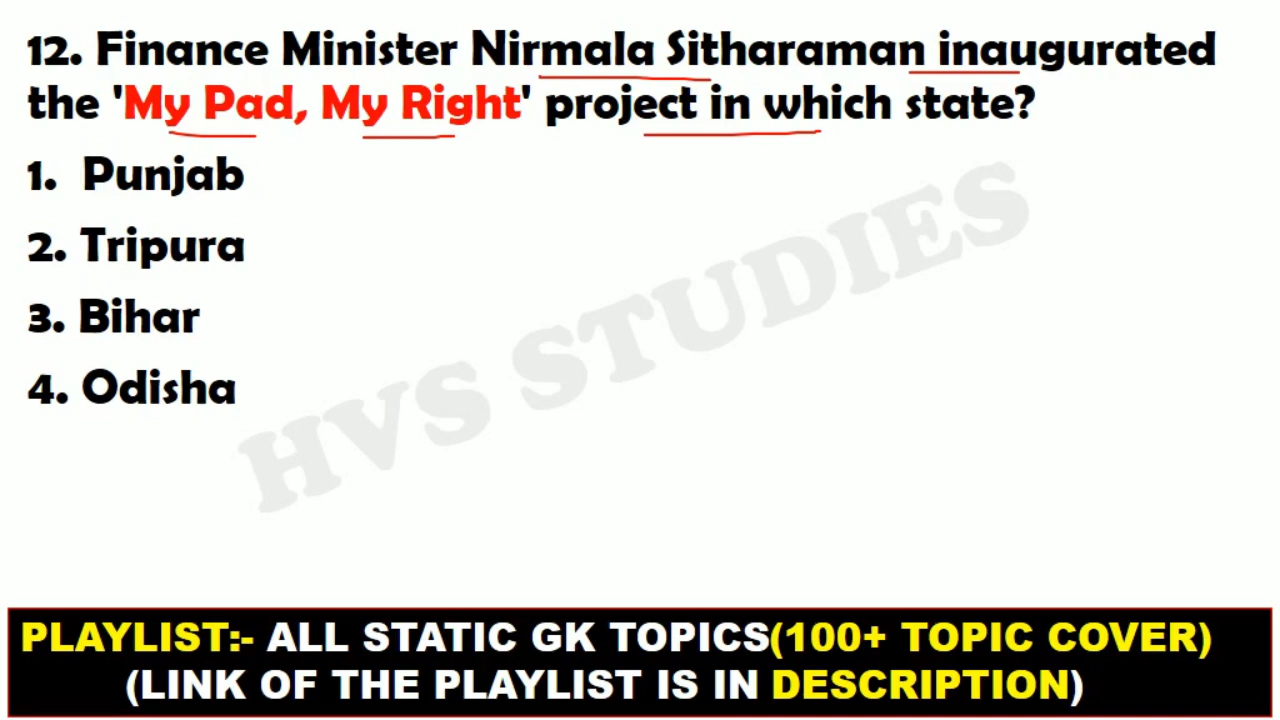 12. Finance Minister Nirmala Sitharaman inaugurated
the 'My Pad, My Right' project in which state?
1. Punjab
2. Tripura
3. Bihar
4. Odisha
HVS STUDIES
PLAYLIST:- ALL STATIC GK TOPICS(100+ TOPIC COVER)
(LINK OF THE PLAYLIST IS IN DESCRIPTION)